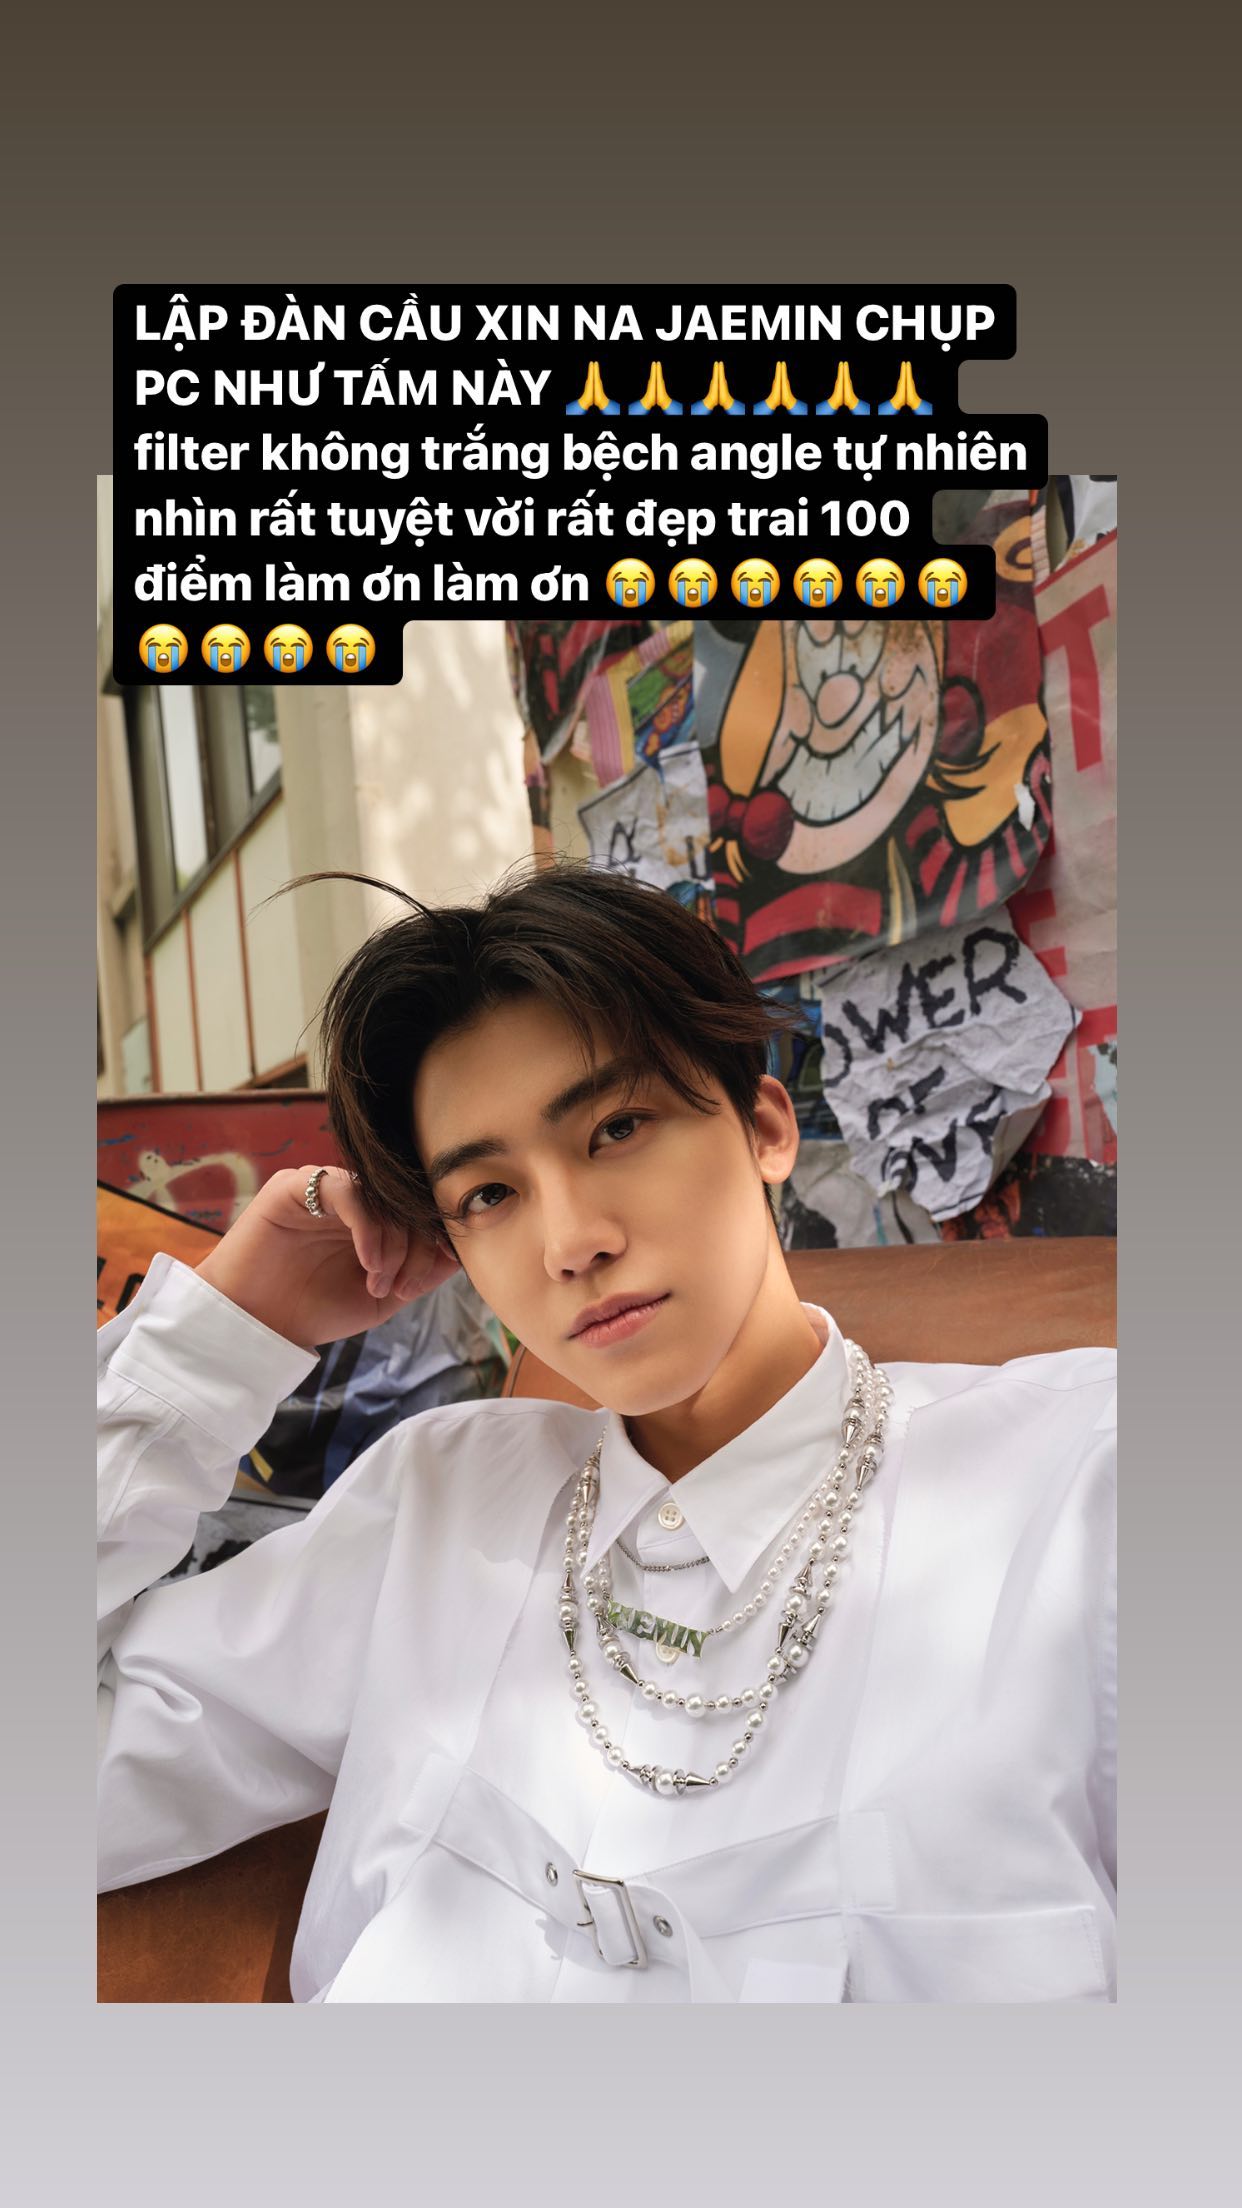 LẬP ĐÀN CẦU XIN NA JAEMIN CHỤP
PC NHƯ TẤM NÀY 🙏🙏🙏🙏🙏🙏
filter không trắng bệch angle tự nhiên
nhìn rất tuyệt vời rất đẹp trai 100
điểm làm ơn làm ơn 😭😭😭😭😭😭
😭😭😭😭
OWER
OF
JAEMIN